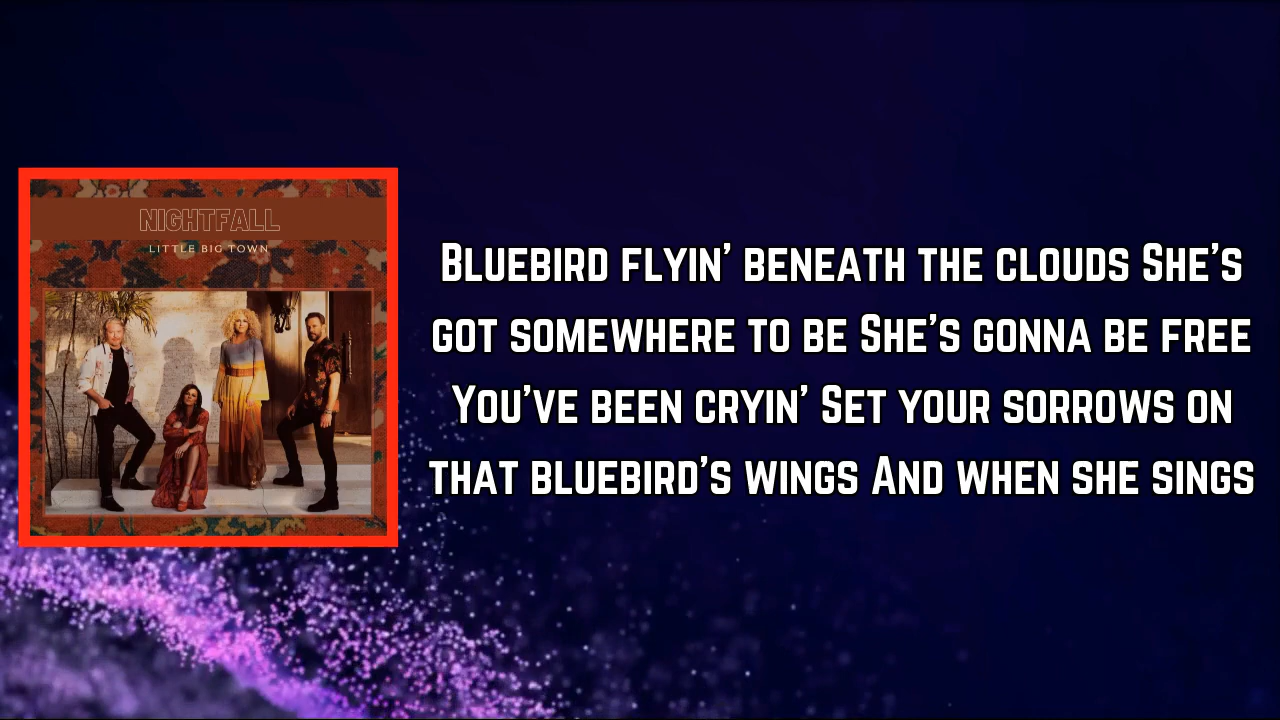 NIGHTFALL
LITTLE BIG TOWN
Bluebird flyin’ beneath the clouds She’s
got somewhere to be She’s gonna be free
You’ve been cryin’ Set your sorrows on
that bluebird’s wings And when she sings